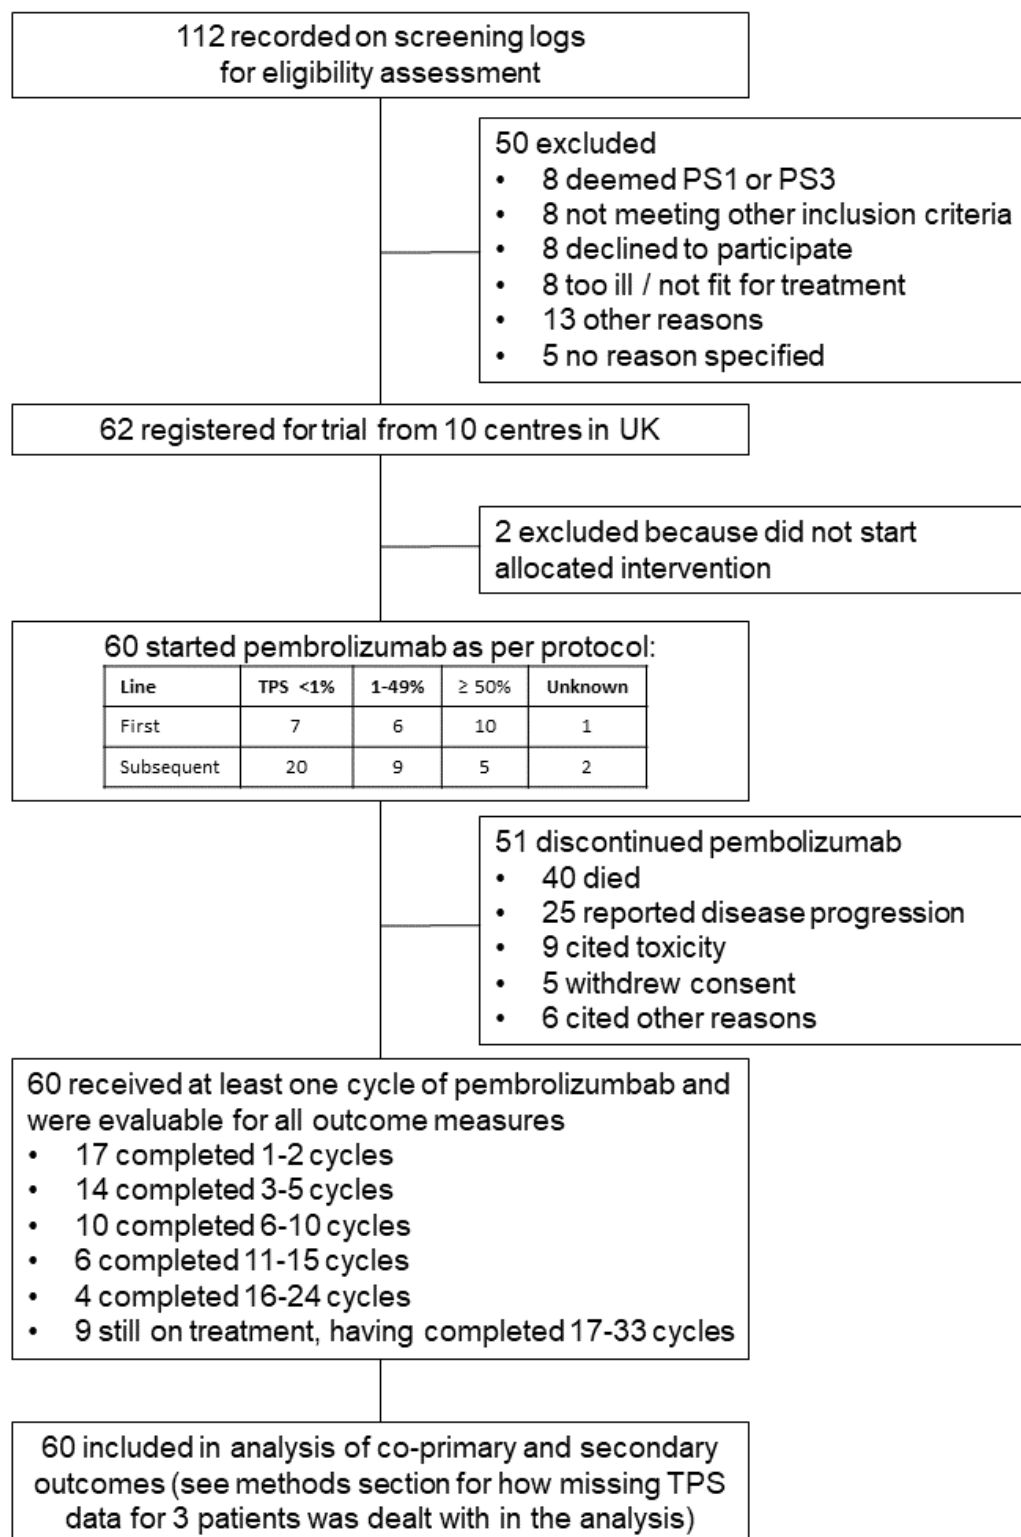 112 recorded on screening logs
for eligibility assessment
50 excluded
• 8 deemed PS1 or PS3
• 8 not meeting other inclusion criteria
• 8 declined to participate
• 8 too ill / not fit for treatment
• 13 other reasons
• 5 no reason specified
62 registered for trial from 10 centres in UK
2 excluded because did not start
allocated intervention
60 started pembrolizumab as per protocol:
Line TPS <1% 1-49% ≥ 50% Unknown
First 7 6 10 1
Subsequent 20 9 5 2
51 discontinued pembolizumab
• 40 died
• 25 reported disease progression
• 9 cited toxicity
• 5 withdrew consent
• 6 cited other reasons
60 received at least one cycle of pembrolizumbab and
were evaluable for all outcome measures
• 17 completed 1-2 cycles
• 14 completed 3-5 cycles
• 10 completed 6-10 cycles
• 6 completed 11-15 cycles
• 4 completed 16-24 cycles
• 9 still on treatment, having completed 17-33 cycles
60 included in analysis of co-primary and secondary
outcomes (see methods section for how missing TPS
data for 3 patients was dealt with in the analysis)